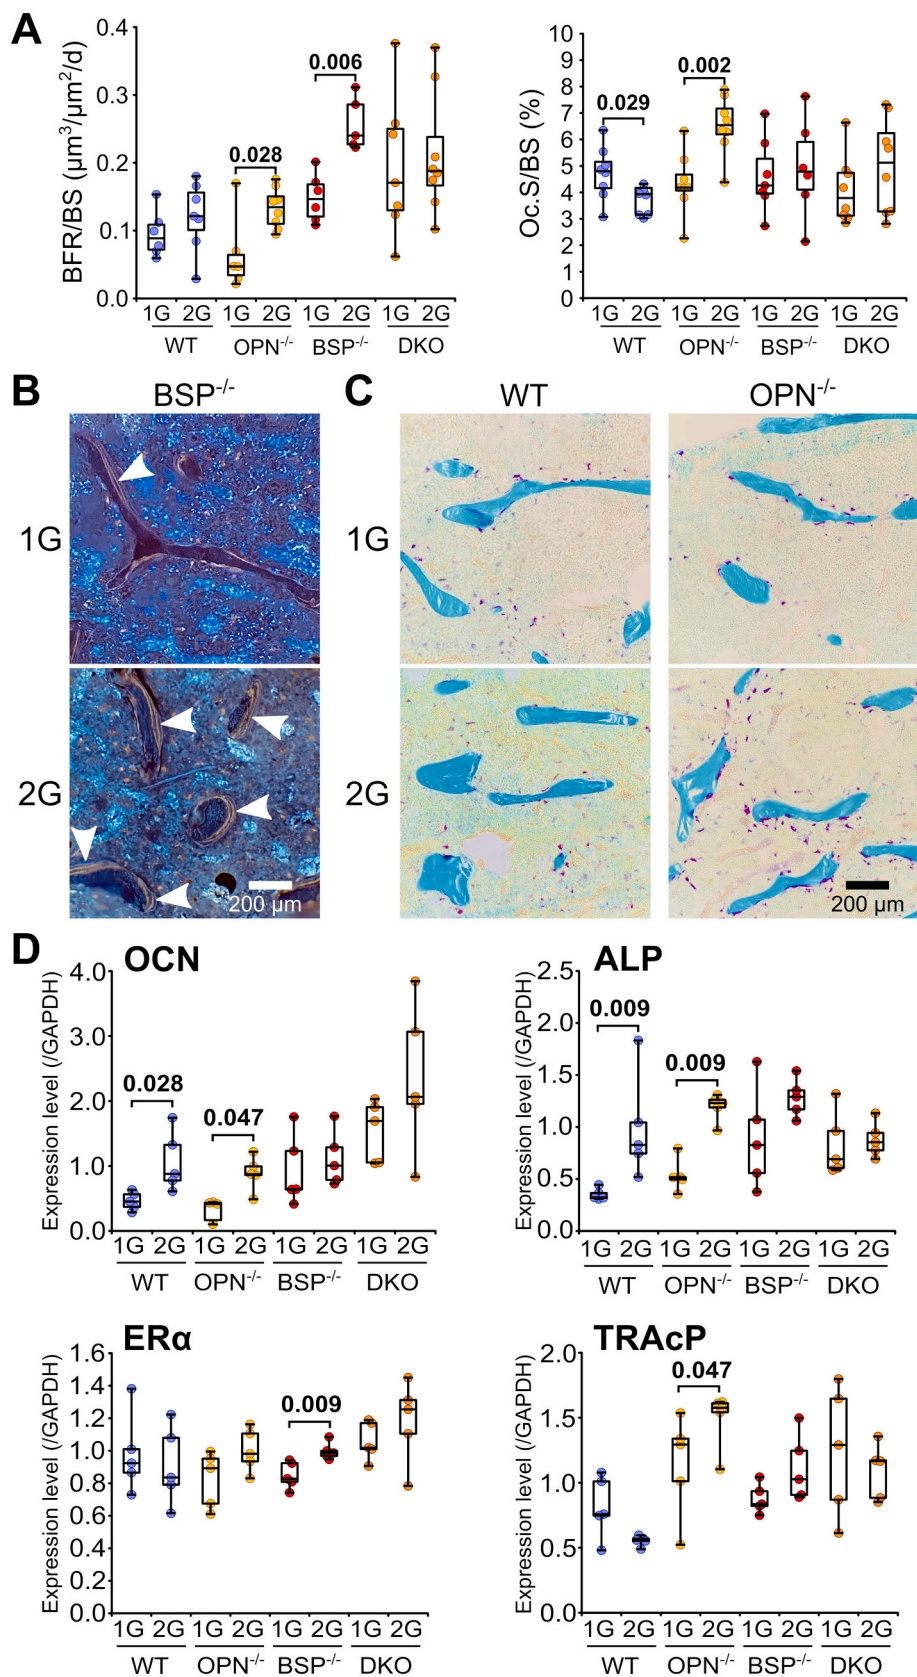 A
BFR/BS (µm³/µm²/d)
0.4
0.3
0.2
0.1
0.0
0.028
0.006
1G 2G 1G 2G 1G 2G 1G 2G
WT OPN⁻/⁻ BSP⁻/⁻ DKO
Oc.S/BS (%)
10
9
8
7
6
5
4
3
2
1
0
0.029
0.002
1G 2G 1G 2G 1G 2G 1G 2G
WT OPN⁻/⁻ BSP⁻/⁻ DKO
B
BSP⁻/⁻
1G
2G
200 µm
C
WT OPN⁻/⁻
1G
2G
200 µm
D
OCN
Expression level (/GAPDH)
4.0
3.0
2.0
1.0
0.0
0.028
0.047
1G 2G 1G 2G 1G 2G 1G 2G
WT OPN⁻/⁻ BSP⁻/⁻ DKO
ALP
Expression level (/GAPDH)
2.5
2.0
1.5
1.0
0.5
0.0
0.009
0.009
1G 2G 1G 2G 1G 2G 1G 2G
WT OPN⁻/⁻ BSP⁻/⁻ DKO
ERα
Expression level (/GAPDH)
1.6
1.4
1.2
1.0
0.8
0.6
0.4
0.2
0.0
0.009
1G 2G 1G 2G 1G 2G 1G 2G
WT OPN⁻/⁻ BSP⁻/⁻ DKO
TRAcP
Expression level (/GAPDH)
2.0
1.5
1.0
0.5
0.0
0.047
1G 2G 1G 2G 1G 2G 1G 2G
WT OPN⁻/⁻ BSP⁻/⁻ DKO